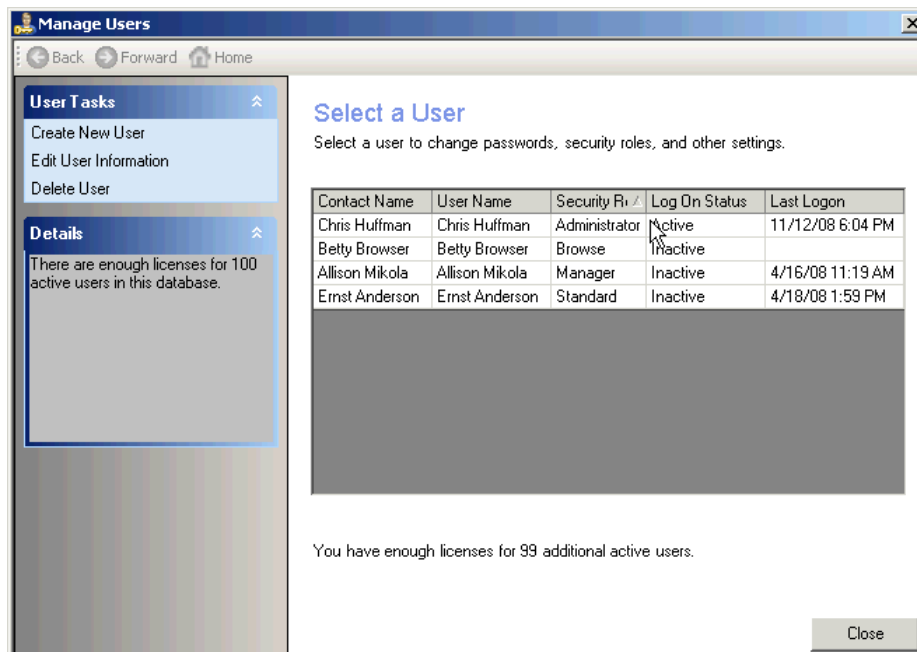 Manage Users
Back Forward Home
User Tasks
Create New User
Edit User Information
Delete User
Details
There are enough licenses for 100
active users in this database.
Select a User
Select a user to change passwords, security roles, and other settings.
Contact Name User Name Security R Log On Status Last Logon
Chris Huffman Chris Huffman Administrator Active 11/12/08 6:04 PM
Betty Browser Betty Browser Browse Inactive
Allison Mikola Allison Mikola Manager Inactive 4/16/08 11:19 AM
Ernst Anderson Ernst Anderson Standard Inactive 4/18/08 1:59 PM
You have enough licenses for 99 additional active users.
Close